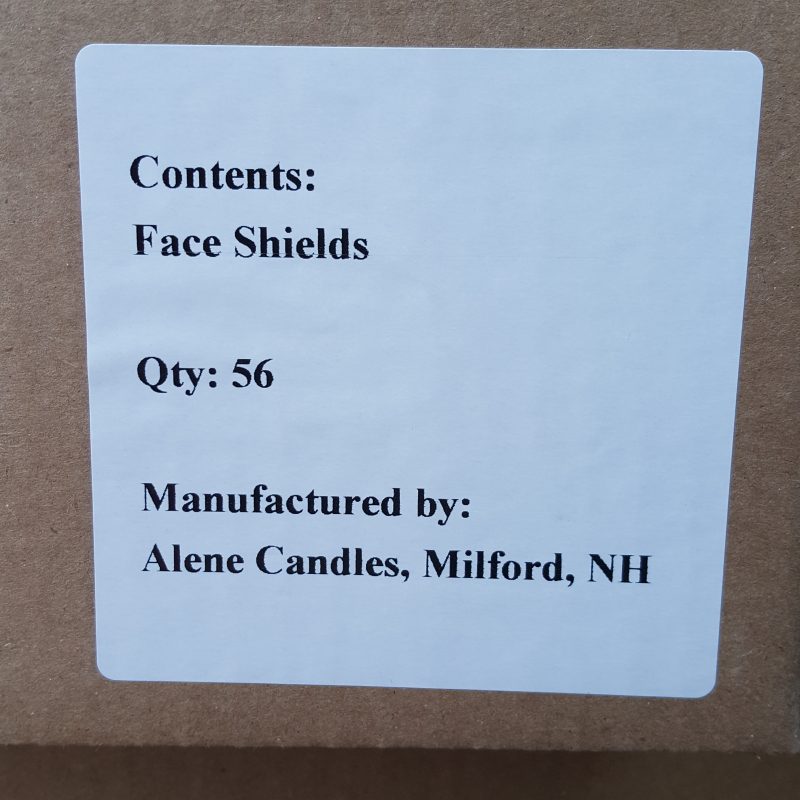 Contents:
Face Shields
Qty: 56
Manufactured by:
Alene Candles, Milford, NH